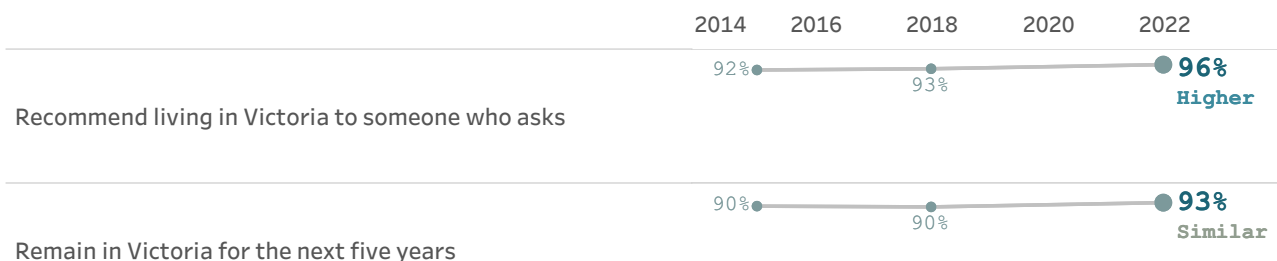 2014 2016 2018 2020 2022
92% 93% 96%
Higher
Recommend living in Victoria to someone who asks
90% 90% 93%
Similar
Remain in Victoria for the next five years